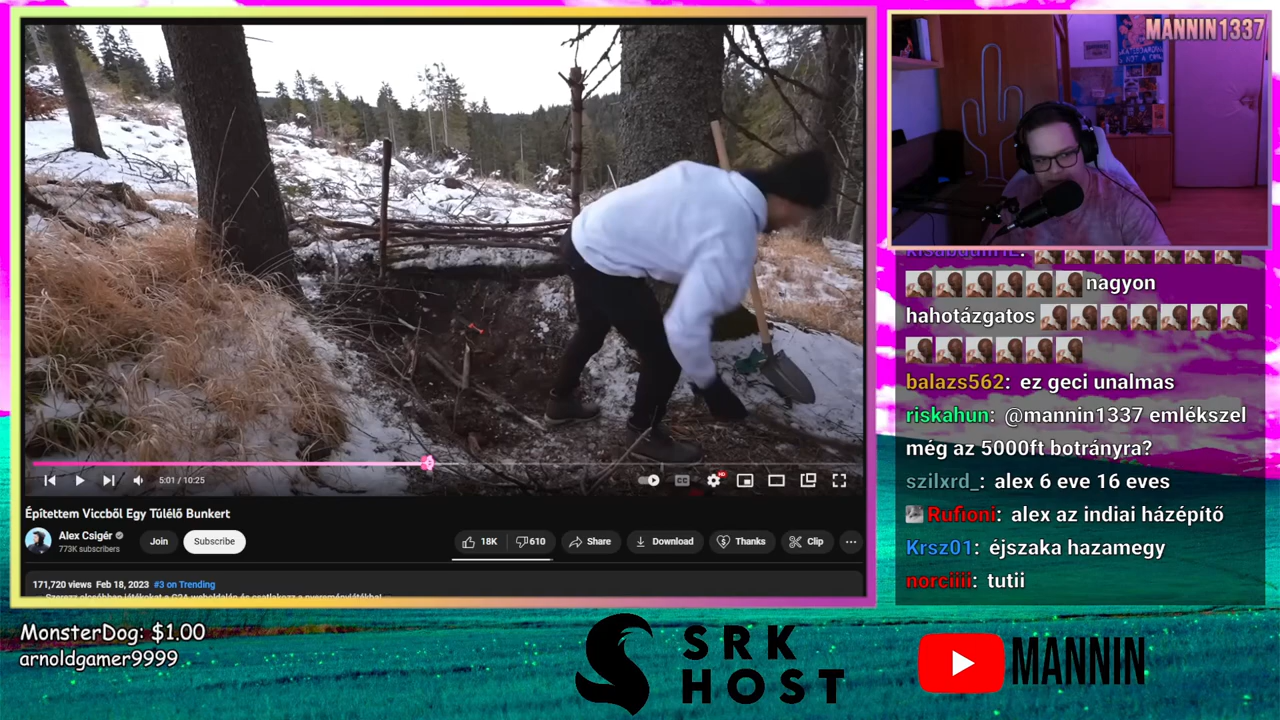 MANNIN1337
nagyon
hahotázgatos
balazs562: ez geci unalmas
riskahun: @mannin1337 emlékszel
még az 5000ft botrányra?
szilxrd_: alex 6 eve 16 eves
Rufioni: alex az indiai házépítő
Krsz01: éjszaka hazamegy
norciiii: tutii
5:01 / 10:25
CC
HD
Építettem Viccből Egy Túlélő Bunkert
Alex Csigér
773K subscribers
Join
Subscribe
18K
610
Share
Download
Thanks
Clip
171,720 views Feb 18, 2023 #3 on Trending
MonsterDog: $1.00
arnoldgamer9999
SRK
HOST
MANNIN